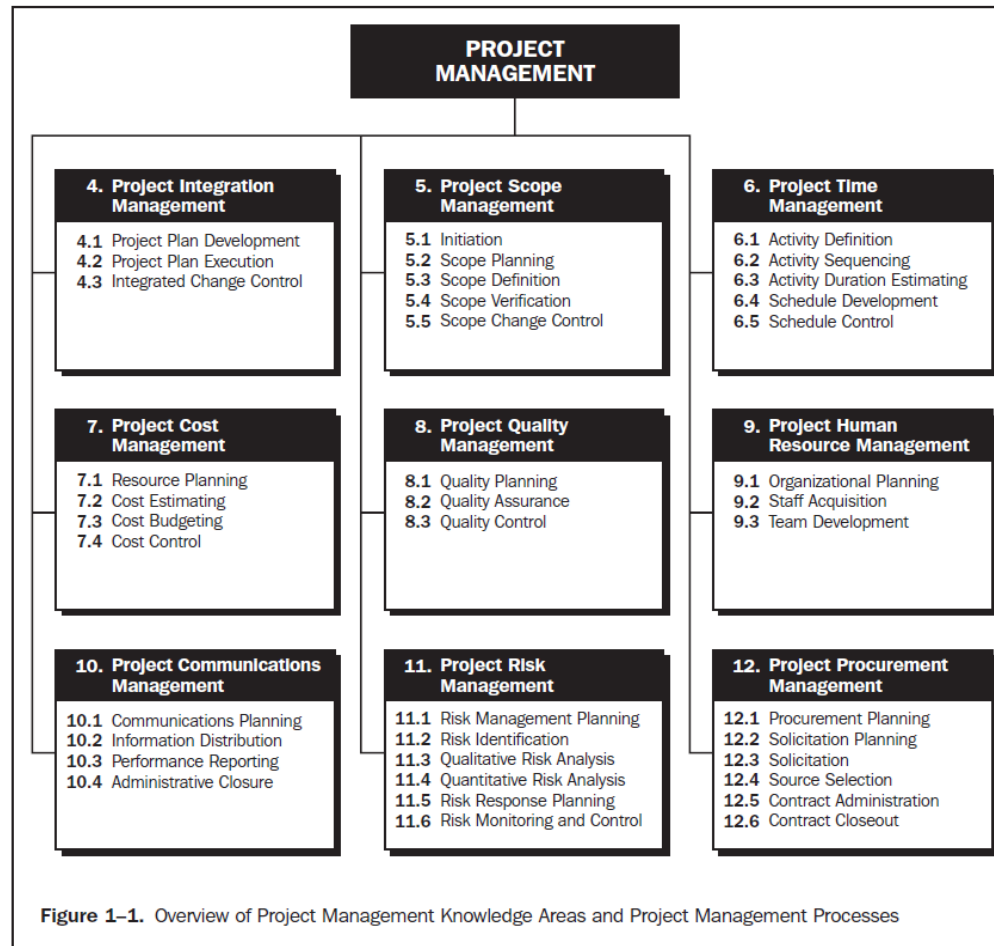 PROJECT
MANAGEMENT
4. Project Integration
Management
4.1 Project Plan Development
4.2 Project Plan Execution
4.3 Integrated Change Control
5. Project Scope
Management
5.1 Initiation
5.2 Scope Planning
5.3 Scope Definition
5.4 Scope Verification
5.5 Scope Change Control
6. Project Time
Management
6.1 Activity Definition
6.2 Activity Sequencing
6.3 Activity Duration Estimating
6.4 Schedule Development
6.5 Schedule Control
7. Project Cost
Management
7.1 Resource Planning
7.2 Cost Estimating
7.3 Cost Budgeting
7.4 Cost Control
8. Project Quality
Management
8.1 Quality Planning
8.2 Quality Assurance
8.3 Quality Control
9. Project Human
Resource Management
9.1 Organizational Planning
9.2 Staff Acquisition
9.3 Team Development
10. Project Communications
Management
10.1 Communications Planning
10.2 Information Distribution
10.3 Performance Reporting
10.4 Administrative Closure
11. Project Risk
Management
11.1 Risk Management Planning
11.2 Risk Identification
11.3 Qualitative Risk Analysis
11.4 Quantitative Risk Analysis
11.5 Risk Response Planning
11.6 Risk Monitoring and Control
12. Project Procurement
Management
12.1 Procurement Planning
12.2 Solicitation Planning
12.3 Solicitation
12.4 Source Selection
12.5 Contract Administration
12.6 Contract Closeout
Figure 1–1. Overview of Project Management Knowledge Areas and Project Management Processes